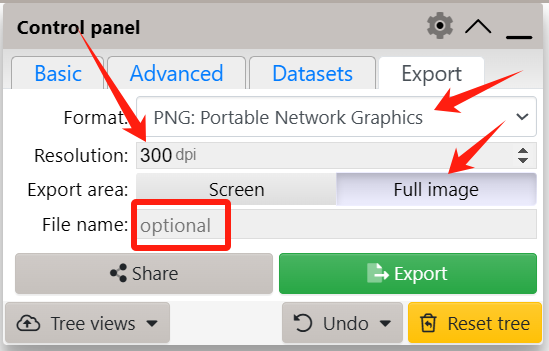 Control panel
Basic Advanced Datasets Export
Format: PNG: Portable Network Graphics
Resolution: 300 dpi
Export area: Screen Full image
File name: optional
Share Export
Tree views Undo Reset tree